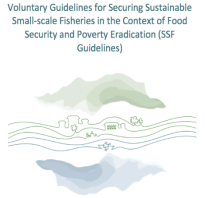 Voluntary Guidelines for Securing Sustainable
Small-scale Fisheries in the Context of Food
Security and Poverty Eradication (SSF
Guidelines)